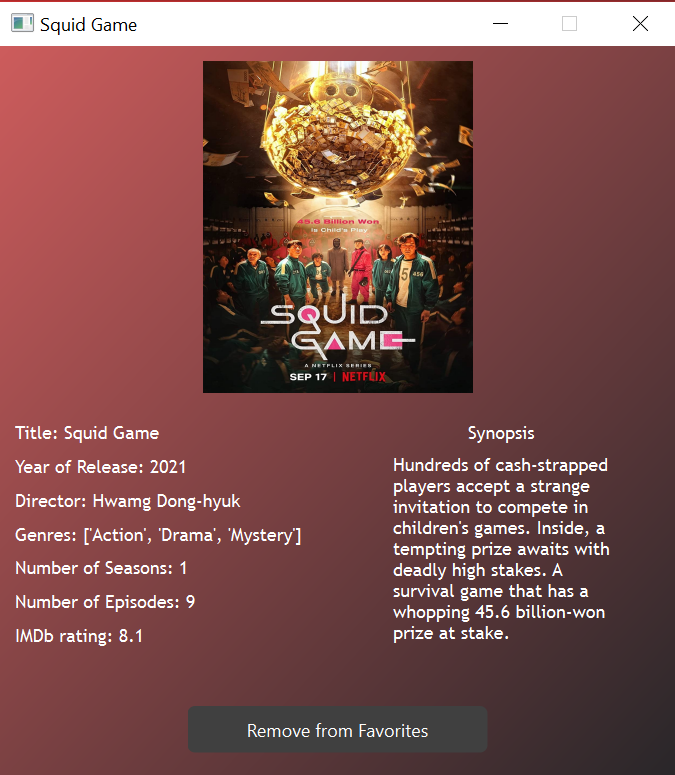 Squid Game
45.6 Billion Won
Is Child's Play
5
456
SQUID
GAME
A NETFLIX SERIES
SEP 17 | NETFLIX
Title: Squid Game
Year of Release: 2021
Director: Hwamg Dong-hyuk
Genres: ['Action', 'Drama', 'Mystery']
Number of Seasons: 1
Number of Episodes: 9
IMDb rating: 8.1
Synopsis
Hundreds of cash-strapped
players accept a strange
invitation to compete in
children's games. Inside, a
tempting prize awaits with
deadly high stakes. A
survival game that has a
whopping 45.6 billion-won
prize at stake.
Remove from Favorites